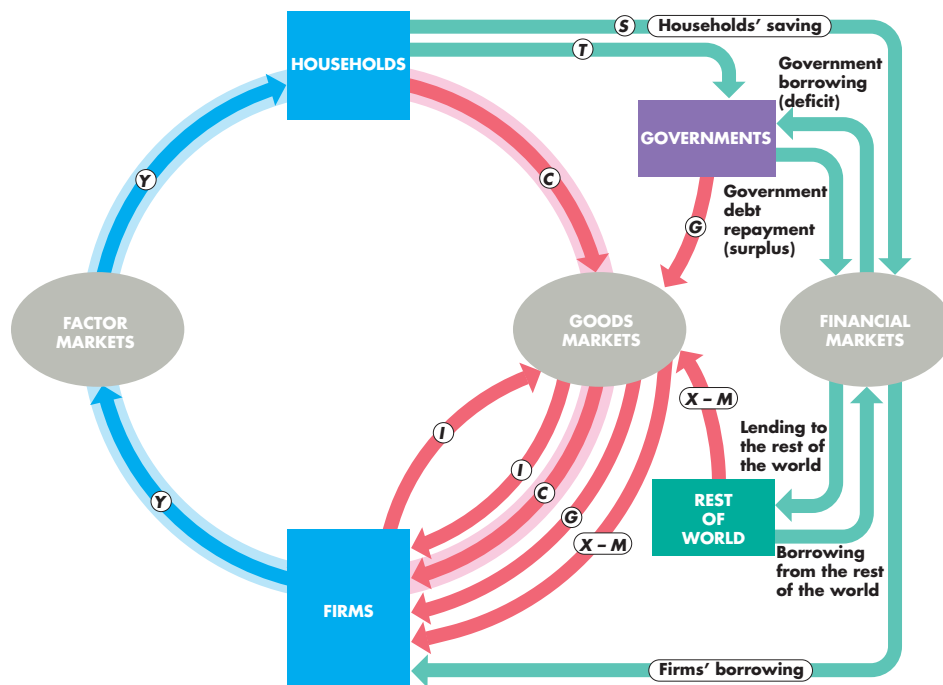 S
Households' saving
T
HOUSEHOLDS
Government
borrowing
(deficit)
GOVERNMENTS
Y
C
Government
debt
repayment
(surplus)
G
FACTOR
MARKETS
GOODS
MARKETS
FINANCIAL
MARKETS
X – M
I
Lending to
the rest of
the world
I
C
Y
G
REST
OF
WORLD
X – M
Borrowing
from the rest
of the world
FIRMS
Firms' borrowing